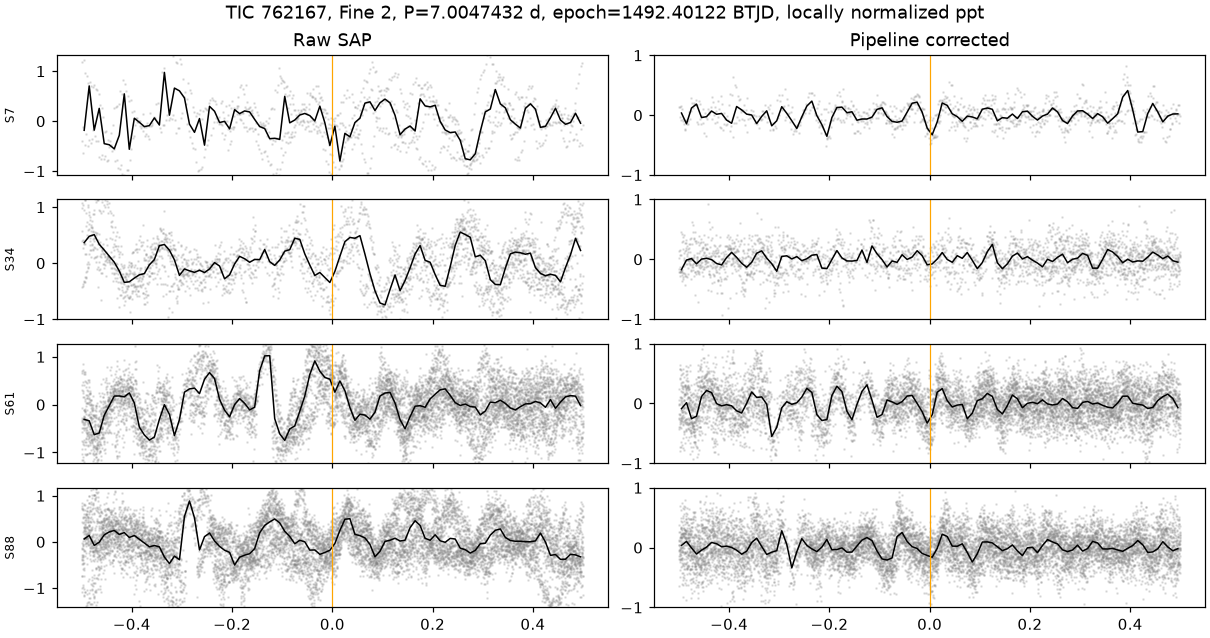 TIC 762167, Fine 2, P=7.0047432 d, epoch=1492.40122 BTJD, locally normalized ppt
Raw SAP
Pipeline corrected
S7
1
0
−1
1
0
−1
S34
1
0
−1
1
0
−1
S61
1
0
−1
1
0
−1
S88
1
0
−1
1
0
−1
−0.4 −0.2 0.0 0.2 0.4
−0.4 −0.2 0.0 0.2 0.4